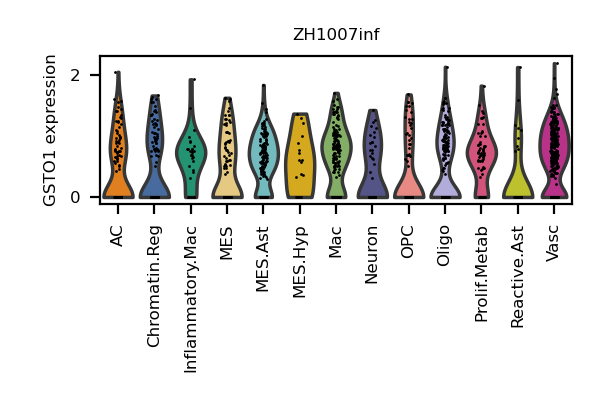 ZH1007inf
GSTO1 expression
2
0
AC
Chromatin.Reg
Inflammatory.Mac
MES
MES.Ast
MES.Hyp
Mac
Neuron
OPC
Oligo
Prolif.Metab
Reactive.Ast
Vasc